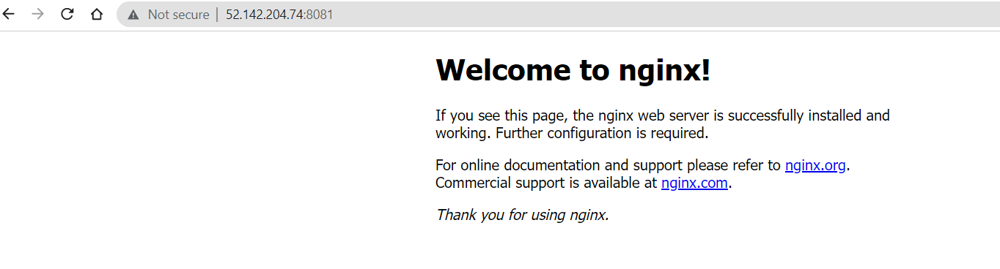 Not secure | 52.142.204.74:8081
Welcome to nginx!
If you see this page, the nginx web server is successfully installed and
working. Further configuration is required.
For online documentation and support please refer to nginx.org.
Commercial support is available at nginx.com.
Thank you for using nginx.